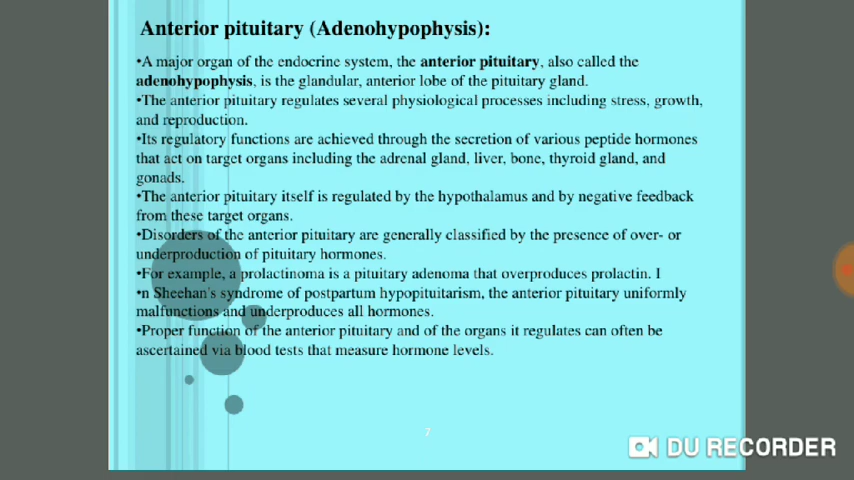 Anterior pituitary (Adenohypophysis):
•A major organ of the endocrine system, the anterior pituitary, also called the
adenohypophysis, is the glandular, anterior lobe of the pituitary gland.
•The anterior pituitary regulates several physiological processes including stress, growth,
and reproduction.
•Its regulatory functions are achieved through the secretion of various peptide hormones
that act on target organs including the adrenal gland, liver, bone, thyroid gland, and
gonads.
•The anterior pituitary itself is regulated by the hypothalamus and by negative feedback
from these target organs.
•Disorders of the anterior pituitary are generally classified by the presence of over- or
underproduction of pituitary hormones.
•For example, a prolactinoma is a pituitary adenoma that overproduces prolactin. I
•n Sheehan's syndrome of postpartum hypopituitarism, the anterior pituitary uniformly
malfunctions and underproduces all hormones.
•Proper function of the anterior pituitary and of the organs it regulates can often be
ascertained via blood tests that measure hormone levels.
7
DU RECORDER